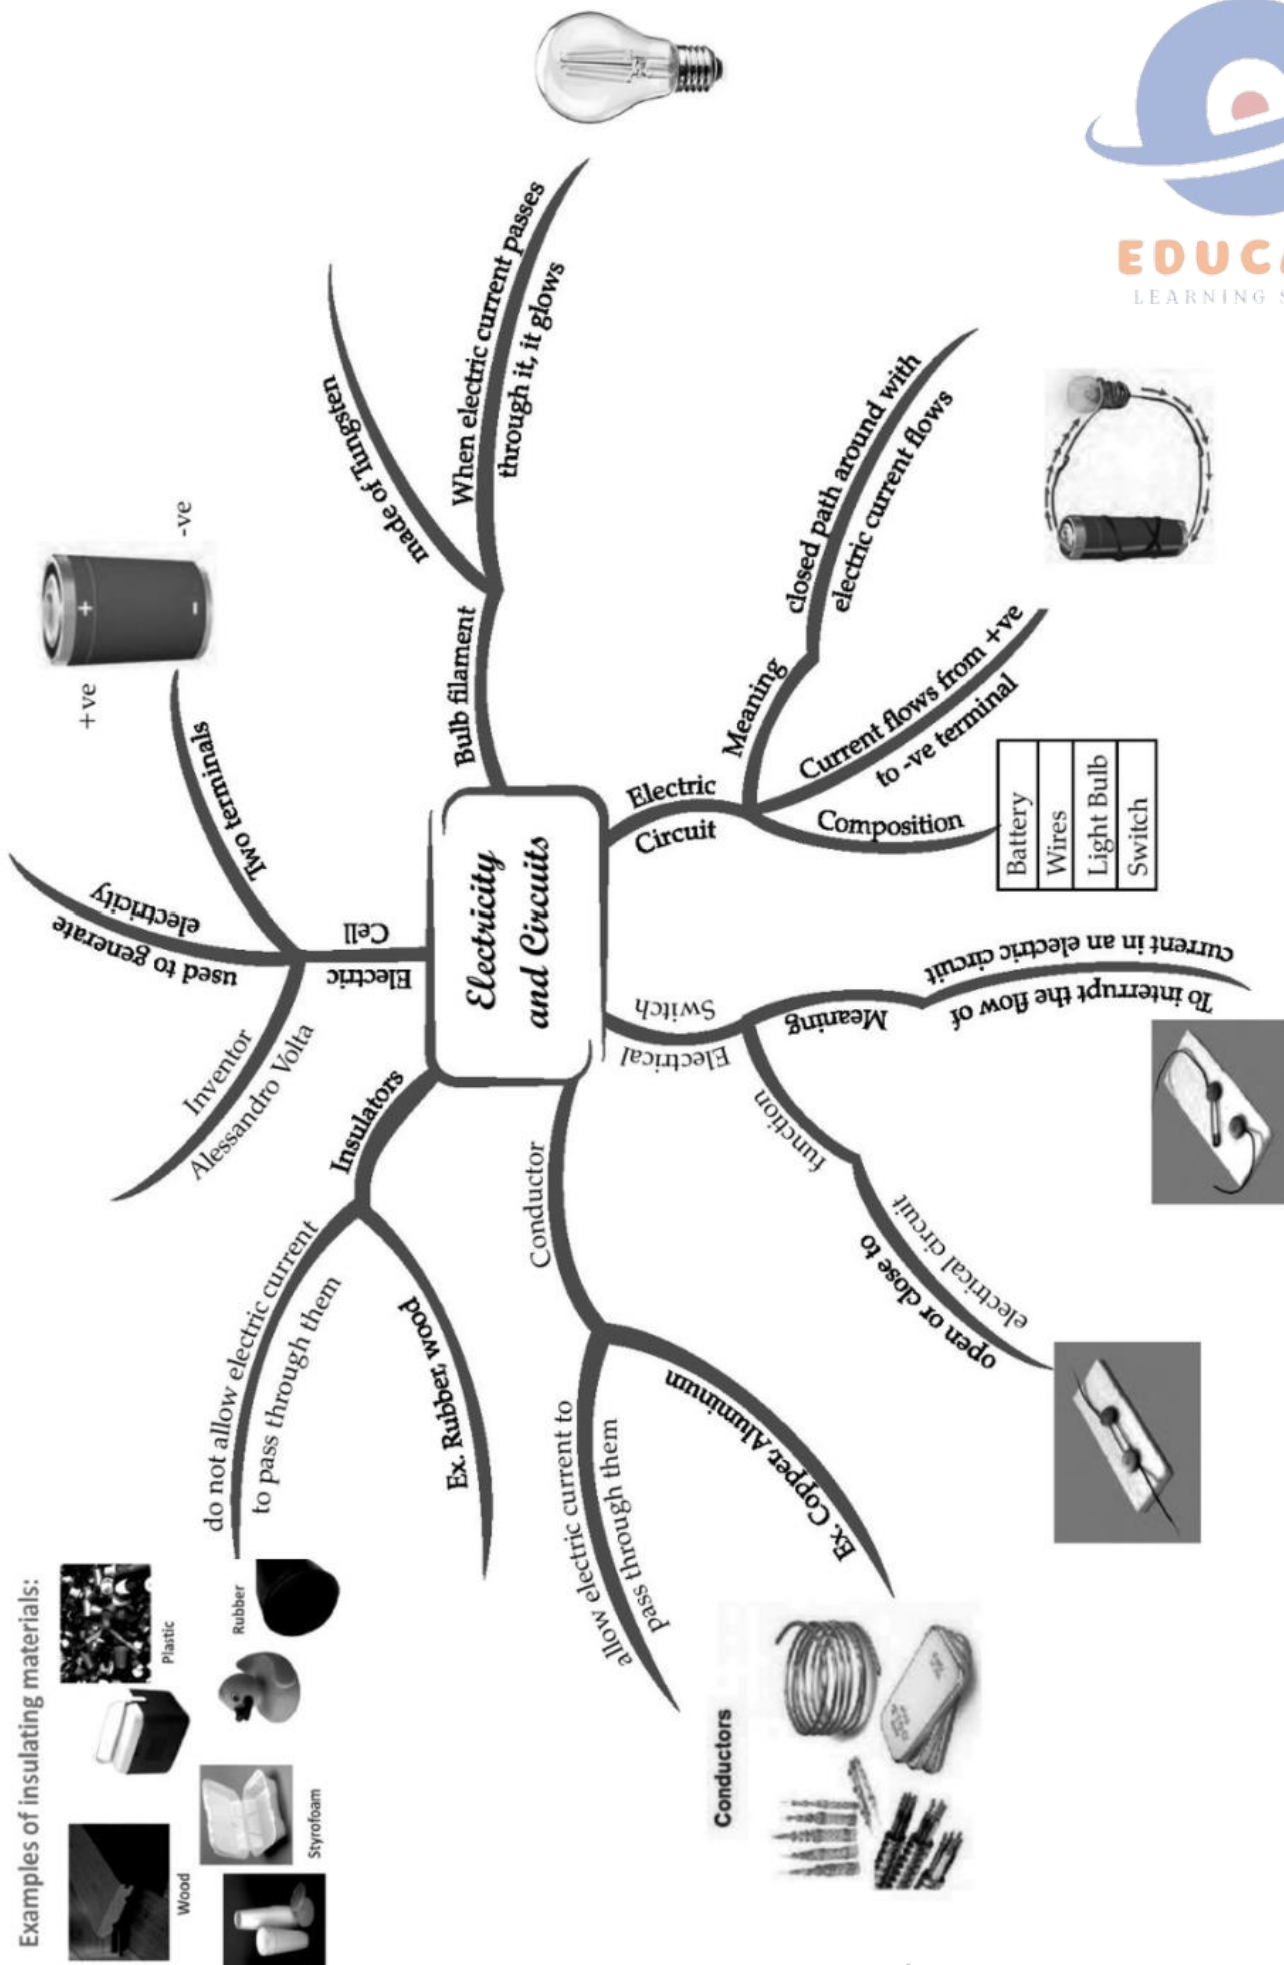 Electricity
and Circuits
Bulb filament
made of Tungsten
When electric current passes
through it, it glows
Electric
Circuit
Meaning
closed path around with
electric current flows
Current flows from +ve
to -ve terminal
Composition
Battery
Wires
Light Bulb
Switch
Electrical
Switch
Meaning
To interrupt the flow of
current in an electric circuit
function
open or close to
electrical circuit
Conductor
allow electric current to
pass through them
Ex. Copper, Aluminum
Conductors
Insulators
do not allow electric current
to pass through them
Ex. Rubber, wood
Examples of insulating materials:
Plastic
Rubber
Wood
Styrofoam
Electric
Cell
Inventor
Alessandro Volta
used to generate
electricity
Two terminals
+ve
-ve
+
-
EDUCA
LEARNING S